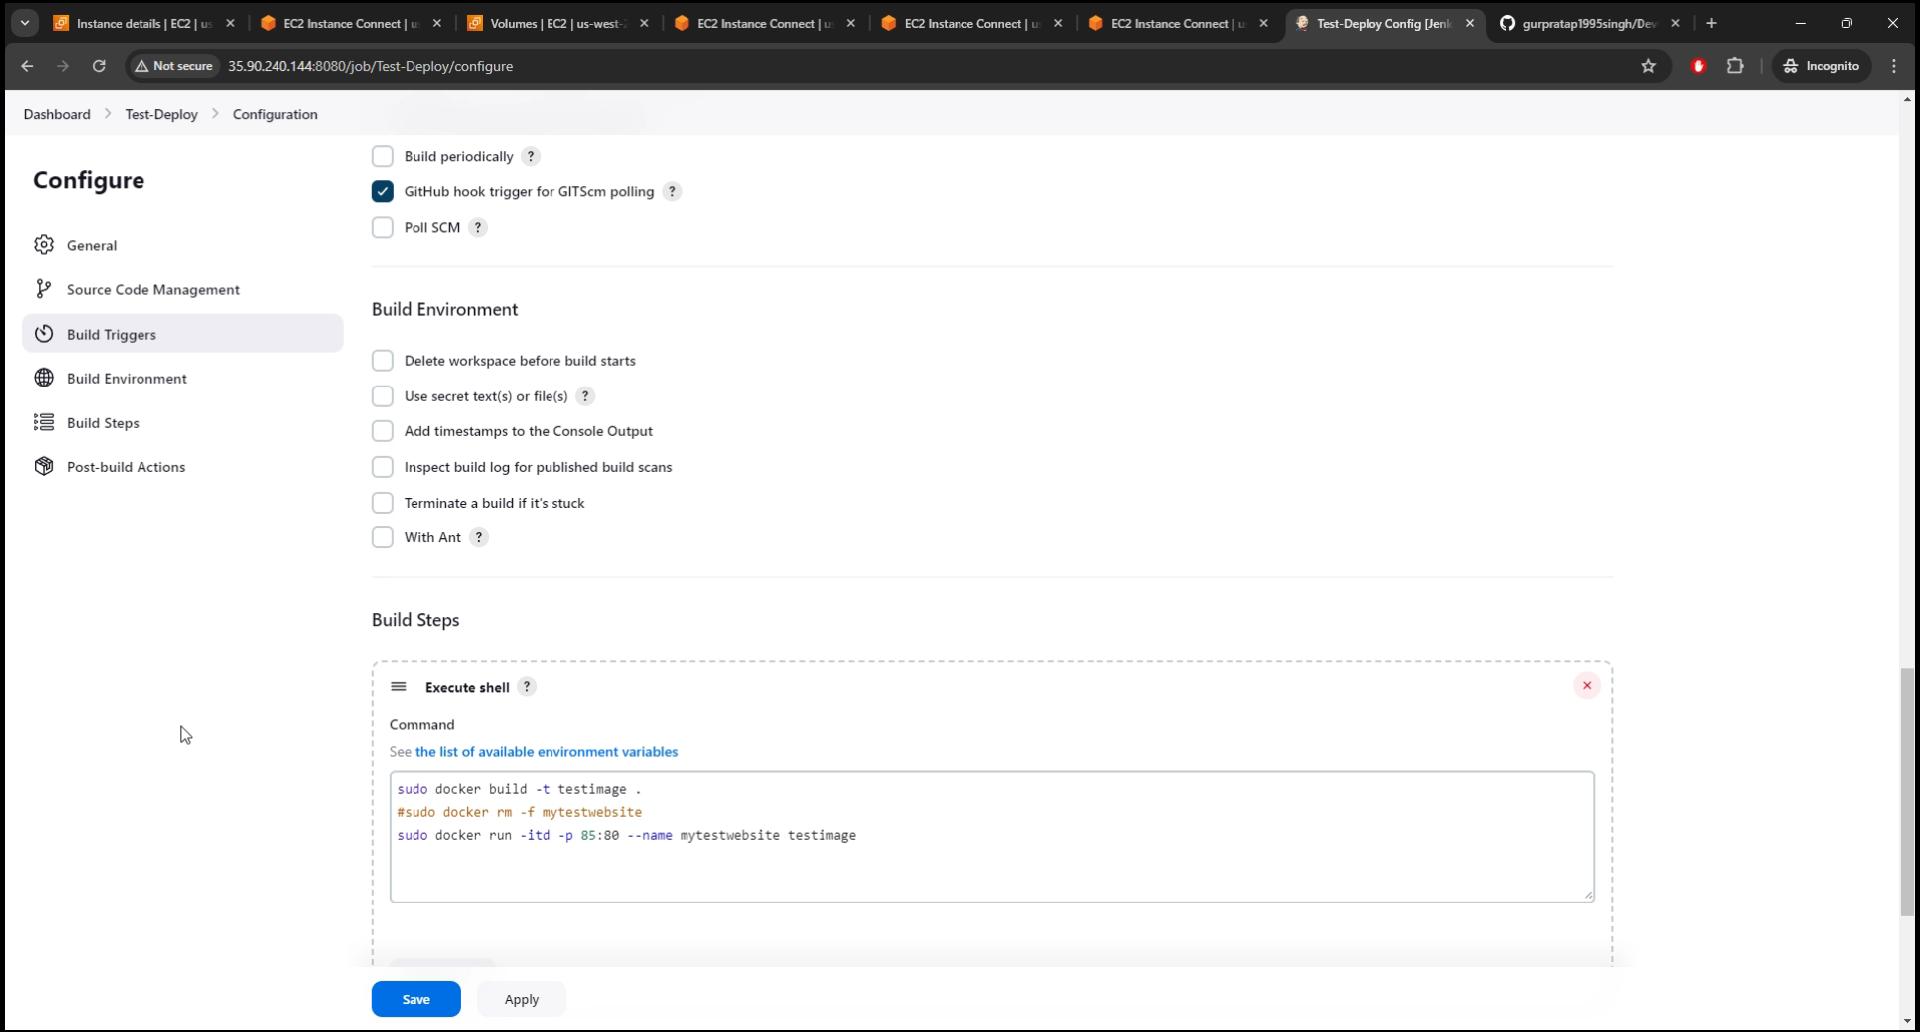 Instance details | EC2 | us
EC2 Instance Connect | u
Volumes | EC2 | us-west-2
EC2 Instance Connect | u
EC2 Instance Connect | u
EC2 Instance Connect | u
Test-Deploy Config [Jenk
gurpratap1995singh/Dev
Not secure
35.90.240.144:8080/job/Test-Deploy/configure
Incognito
Dashboard > Test-Deploy > Configuration
Configure
General
Source Code Management
Build Triggers
Build Environment
Build Steps
Post-build Actions
Build periodically ?
GitHub hook trigger for GITScm polling ?
Poll SCM ?
Build Environment
Delete workspace before build starts
Use secret text(s) or file(s) ?
Add timestamps to the Console Output
Inspect build log for published build scans
Terminate a build if it's stuck
With Ant ?
Build Steps
Execute shell ?
Command
See the list of available environment variables
sudo docker build -t testimage .
#sudo docker rm -f mytestwebsite
sudo docker run -itd -p 85:80 --name mytestwebsite testimage
Save
Apply